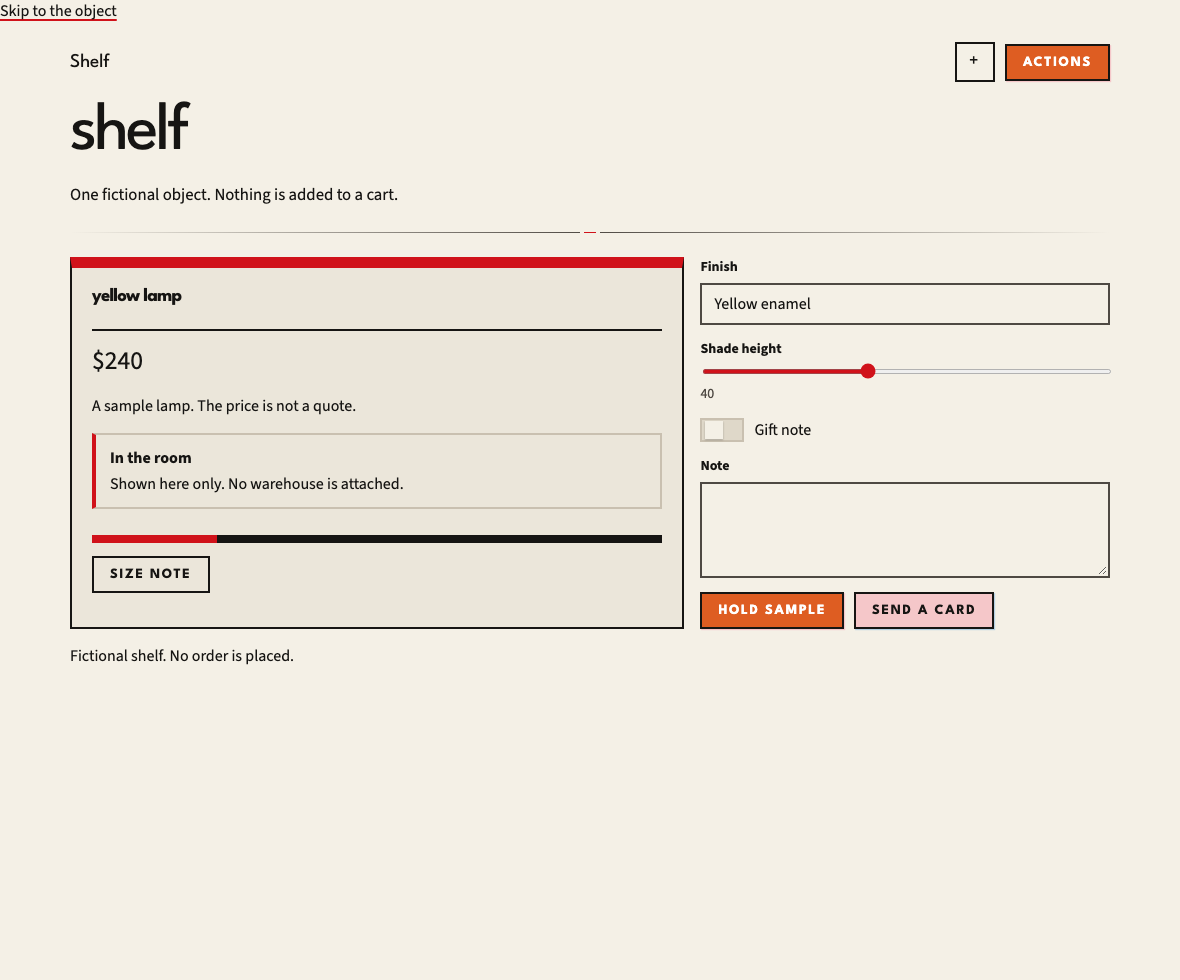 Skip to the object
Shelf
+
ACTIONS
shelf
One fictional object. Nothing is added to a cart.
yellow lamp
$240
A sample lamp. The price is not a quote.
In the room
Shown here only. No warehouse is attached.
SIZE NOTE
Finish
Yellow enamel
Shade height
40
Gift note
Note
HOLD SAMPLE
SEND A CARD
Fictional shelf. No order is placed.